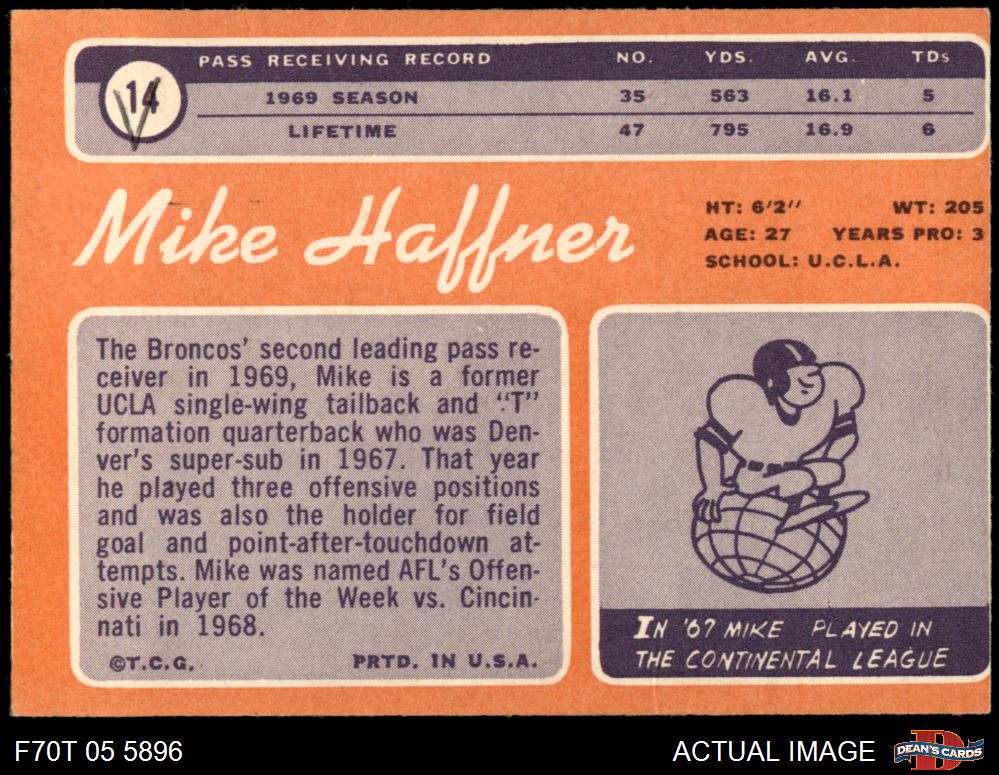 PASS RECEIVING RECORD NO. YDS. AVG. TDs
14
1969 SEASON 35 563 16.1 5
LIFETIME 47 795 16.9 6
Mike Haffner
HT: 6'2" WT: 205
AGE: 27 YEARS PRO: 3
SCHOOL: U.C.L.A.
The Broncos' second leading pass re-
ceiver in 1969, Mike is a former
UCLA single-wing tailback and "T"
formation quarterback who was Den-
ver's super-sub in 1967. That year
he played three offensive positions
and was also the holder for field
goal and point-after-touchdown at-
tempts. Mike was named AFL's Offen-
sive Player of the Week vs. Cincin-
nati in 1968.
©T.C.G. PRTD. IN U.S.A.
IN '67 MIKE PLAYED IN
THE CONTINENTAL LEAGUE
F70T 05 5896 ACTUAL IMAGE DEAN'S CARDS